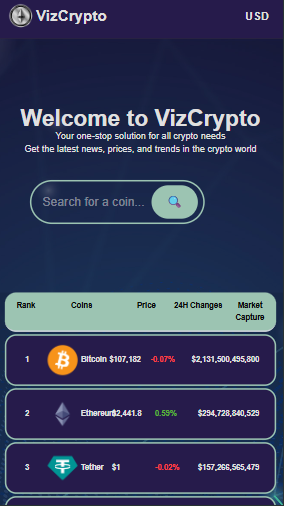 VizCrypto USD
Welcome to VizCrypto
Your one-stop solution for all crypto needs
Get the latest news, prices, and trends in the crypto world
Search for a coin...
Rank Coins Price 24H Changes Market
Capture
1 Bitcoin $107,182 -0.07% $2,131,500,495,800
2 Ethereum $2,441.8 0.59% $294,728,840,529
3 Tether $1 -0.02% $157,266,565,479